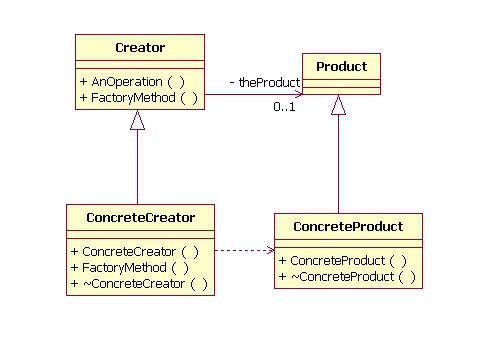 Creator
+ AnOperation ( )
+ FactoryMethod ( )
- theProduct
0..1
Product
ConcreteCreator
+ ConcreteCreator ( )
+ FactoryMethod ( )
+ ~ConcreteCreator ( )
ConcreteProduct
+ ConcreteProduct ( )
+ ~ConcreteProduct ( )